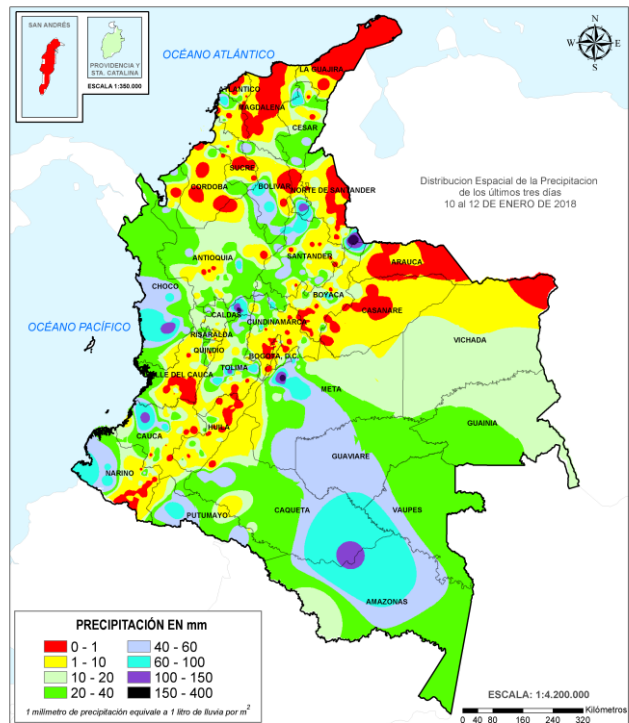 SAN ANDRÉS
PROVIDENCIA Y
STA. CATALINA
ESCALA 1:350.000
OCÉANO ATLÁNTICO
N
W
E
S
LA GUAJIRA
ATLANTICO
MAGDALENA
CESAR
SUCRE
CORDOBA
BOLIVAR
NORTE DE SANTANDER
Distribucion Espacial de la Precipitacion
de los últimos tres días
10 al 12 DE ENERO DE 2018
ANTIOQUIA
SANTANDER
ARAUCA
CHOCO
BOYACA
CASANARE
CALDAS
CUNDINAMARCA
OCÉANO PACÍFICO
RISARALDA
VICHADA
QUINDIO
BOGOTA, D.C.
VALLE DEL CAUCA
TOLIMA
META
GUAINIA
CAUCA
HUILA
GUAVIARE
NARIÑO
PUTUMAYO
CAQUETA
VAUPES
AMAZONAS
PRECIPITACIÓN EN mm
0 - 1
40 - 60
1 - 10
60 - 100
10 - 20
100 - 150
20 - 40
150 - 400
1 milimetro de precipitación equivale a 1 litro de lluvia por m2
ESCALA: 1:4.200.000
Kilómetros
0 40 80 160 240 320